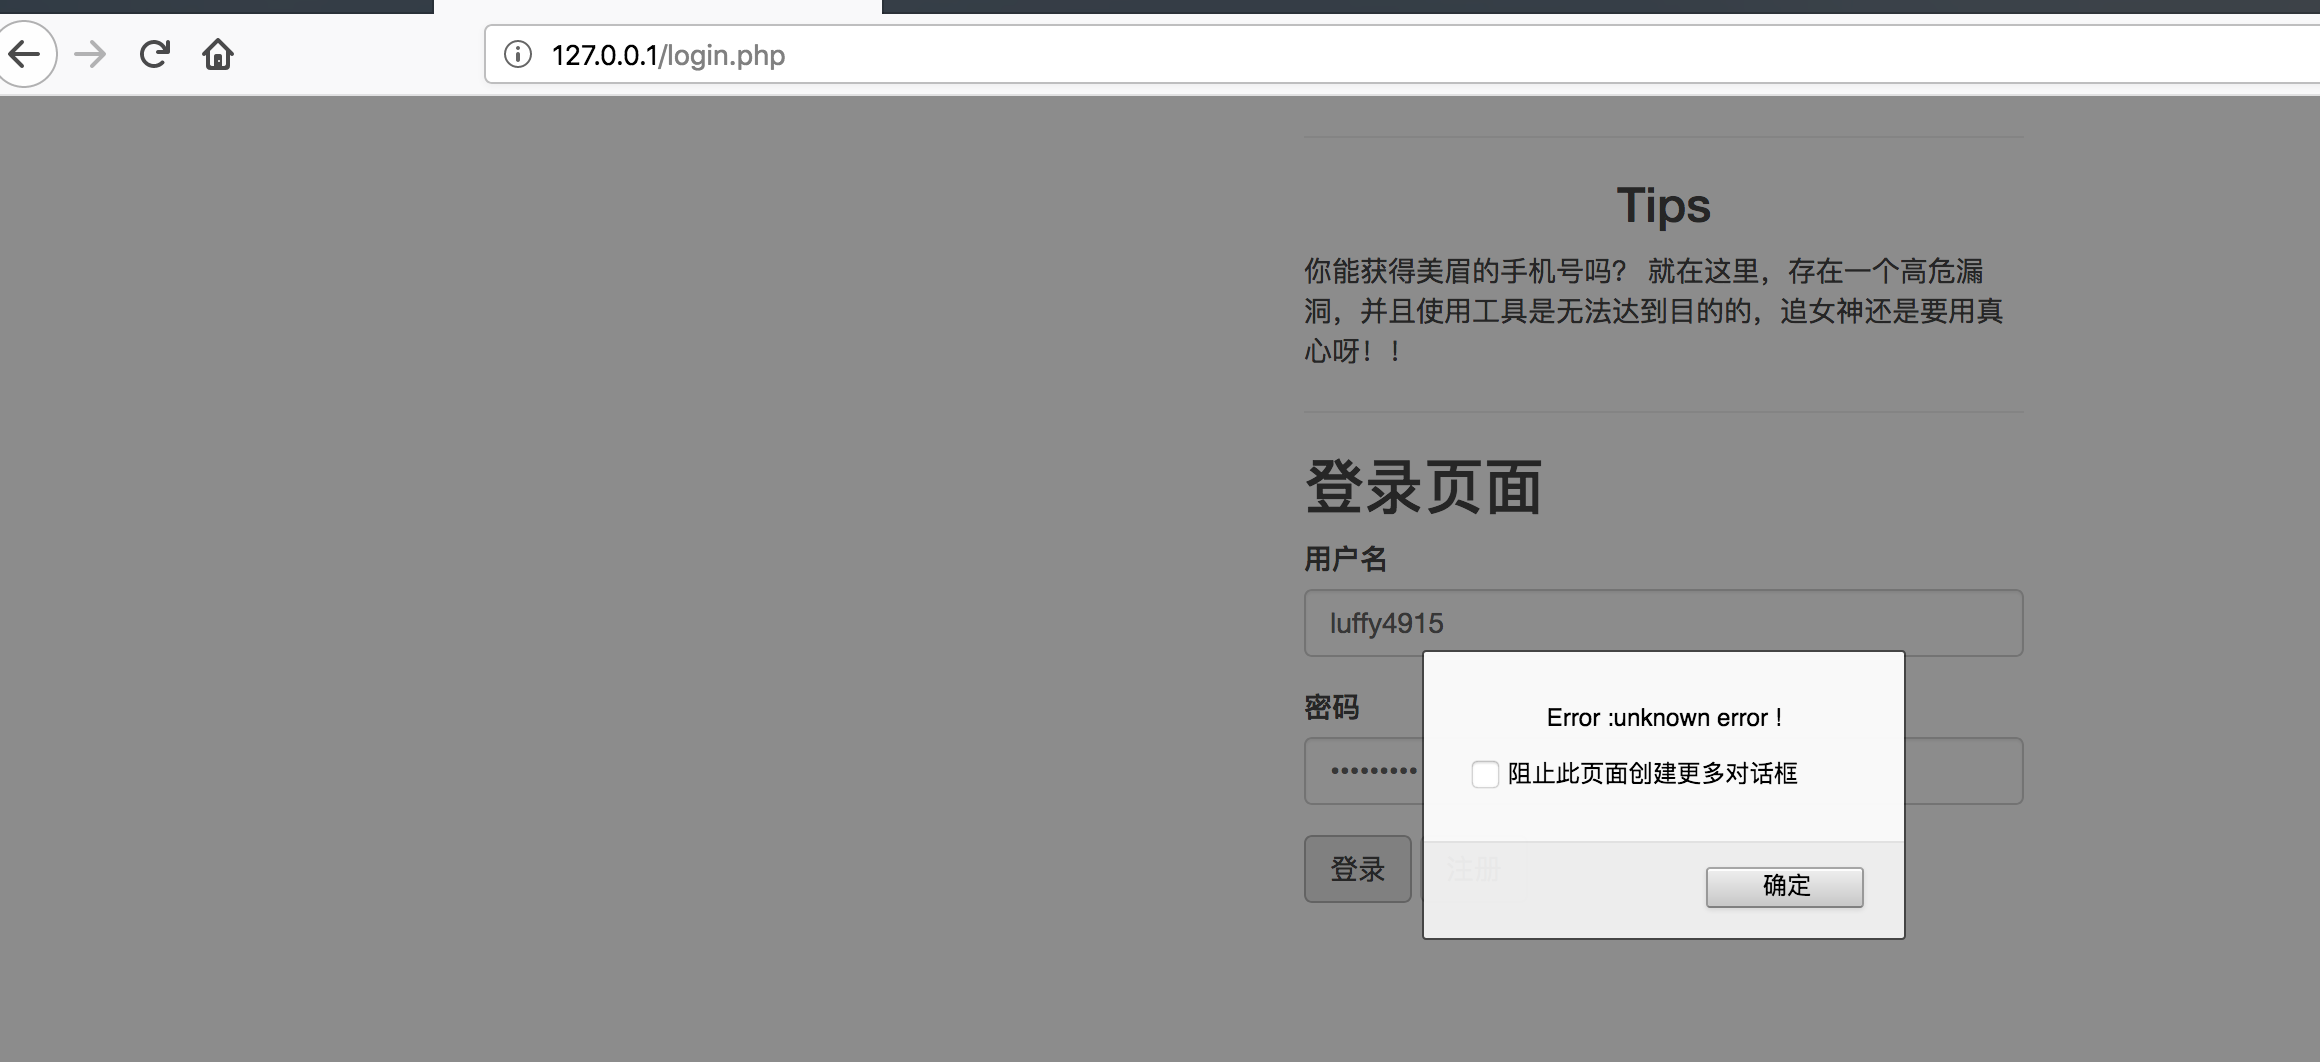 127.0.0.1/login.php
Tips
你能获得美眉的手机号吗？ 就在这里，存在一个高危漏
洞，并且使用工具是无法达到目的的，追女神还是要用真
心呀！！
登录页面
用户名
luffy4915
密码
•••••••••
Error :unknown error !
阻止此页面创建更多对话框
登录
注册
确定